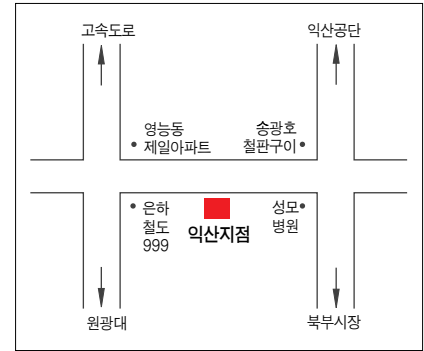 고속도로
익산공단
영능동
제일아파트
송광호
철판구이
은하
철도
999
익산지점
성모
병원
원광대
북부시장